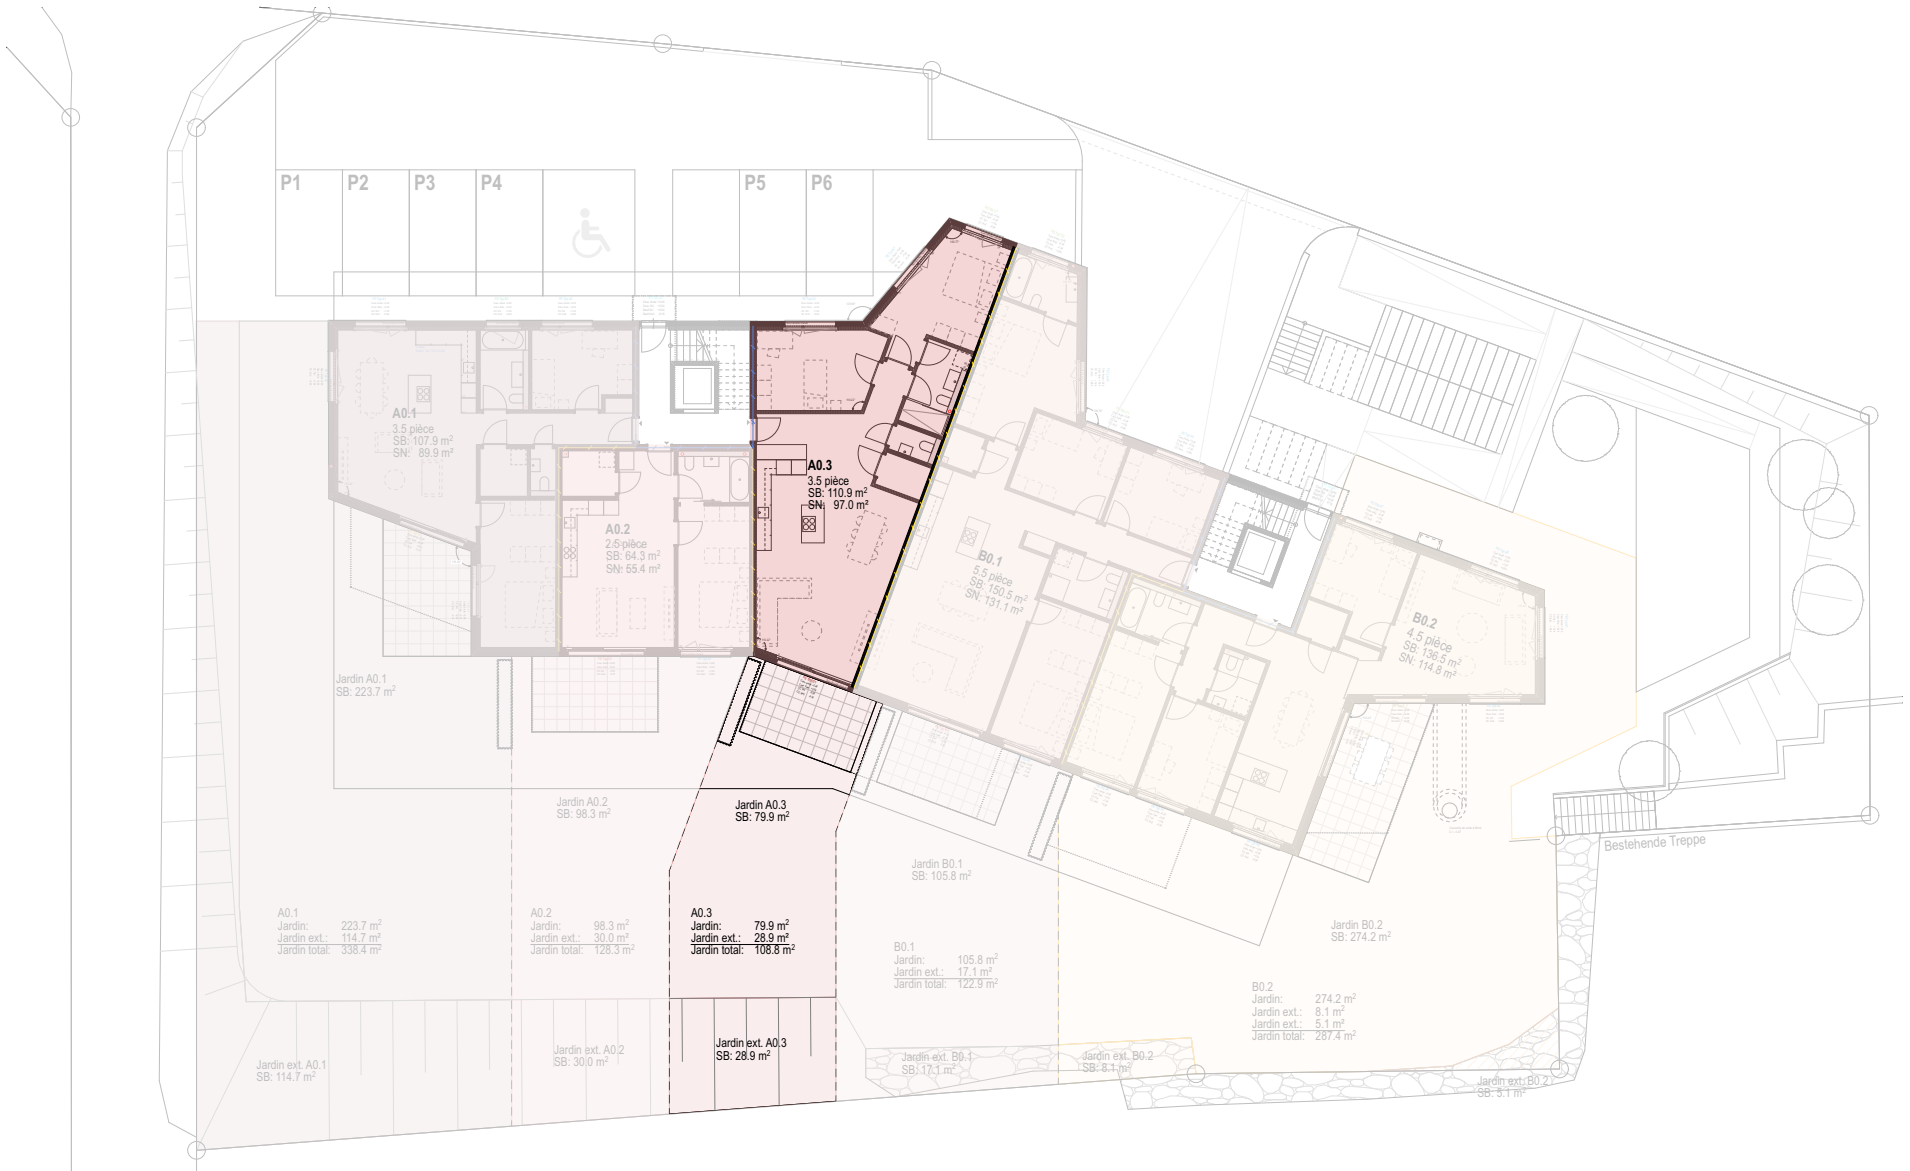 P1
P2
P3
P4
P5
P6
A0.1
3.5 pièce
SB: 107.9 m²
SN: 89.9 m²
A0.2
2.5 pièce
SB: 64.3 m²
SN: 55.4 m²
A0.3
3.5 pièce
SB: 110.9 m²
SN: 97.0 m²
B0.1
5.5 pièce
SB: 150.5 m²
SN: 131.1 m²
B0.2
4.5 pièce
SB: 136.5 m²
SN: 114.8 m²
Jardin A0.1
SB: 223.7 m²
Jardin A0.2
SB: 98.3 m²
Jardin A0.3
SB: 79.9 m²
Jardin B0.1
SB: 105.8 m²
Jardin B0.2
SB: 274.2 m²
Bestehende Treppe
A0.1
Jardin: 223.7 m²
Jardin ext.: 114.7 m²
Jardin total: 338.4 m²
A0.2
Jardin: 98.3 m²
Jardin ext.: 30.0 m²
Jardin total: 128.3 m²
A0.3
Jardin: 79.9 m²
Jardin ext.: 28.9 m²
Jardin total: 108.8 m²
B0.1
Jardin: 105.8 m²
Jardin ext.: 17.1 m²
Jardin total: 122.9 m²
B0.2
Jardin: 274.2 m²
Jardin ext.: 8.1 m²
Jardin ext.: 5.1 m²
Jardin total: 287.4 m²
Jardin ext. A0.1
SB: 114.7 m²
Jardin ext. A0.2
SB: 30.0 m²
Jardin ext. A0.3
SB: 28.9 m²
Jardin ext. B0.1
SB: 17.1 m²
Jardin ext. B0.2
SB: 8.1 m²
Jardin ext. B0.2
SB: 5.1 m²